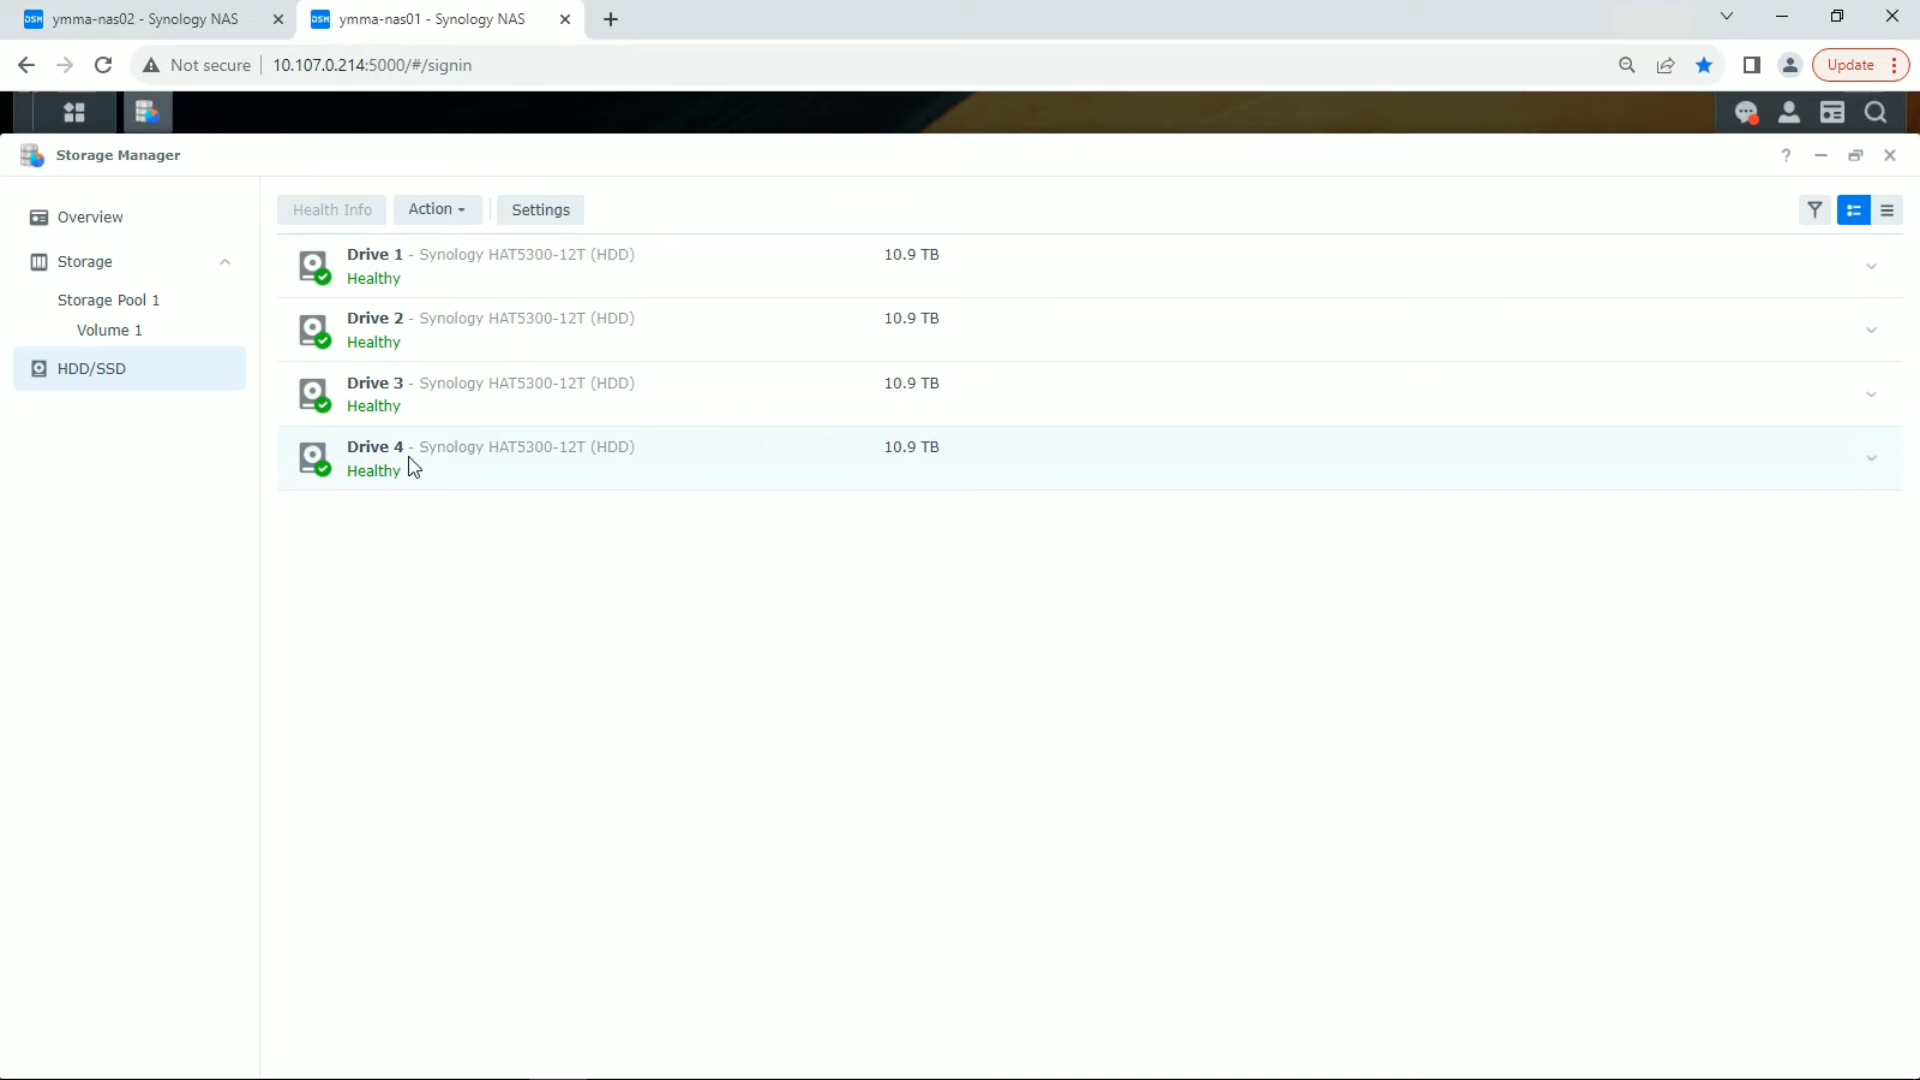 DSM ymma-nas02 - Synology NAS
DSM ymma-nas01 - Synology NAS
Not secure 10.107.0.214:5000/#/signin
Update
Storage Manager
?
Overview
Storage
Storage Pool 1
Volume 1
HDD/SSD
Health Info Action Settings
Drive 1 - Synology HAT5300-12T (HDD) 10.9 TB
Healthy
Drive 2 - Synology HAT5300-12T (HDD) 10.9 TB
Healthy
Drive 3 - Synology HAT5300-12T (HDD) 10.9 TB
Healthy
Drive 4 - Synology HAT5300-12T (HDD) 10.9 TB
Healthy